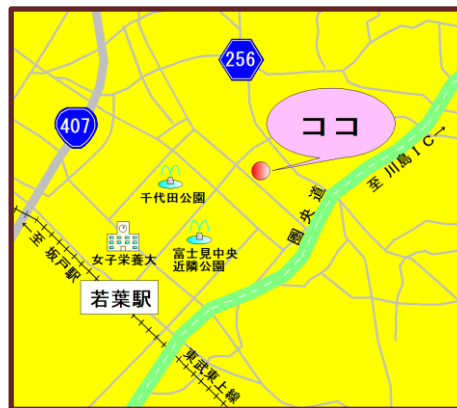 256
407
ココ
至 川島IC→
千代田公園
圏央道
女子栄養大
富士見中央
近隣公園
←至 坂戸駅
若葉駅
東武東上線